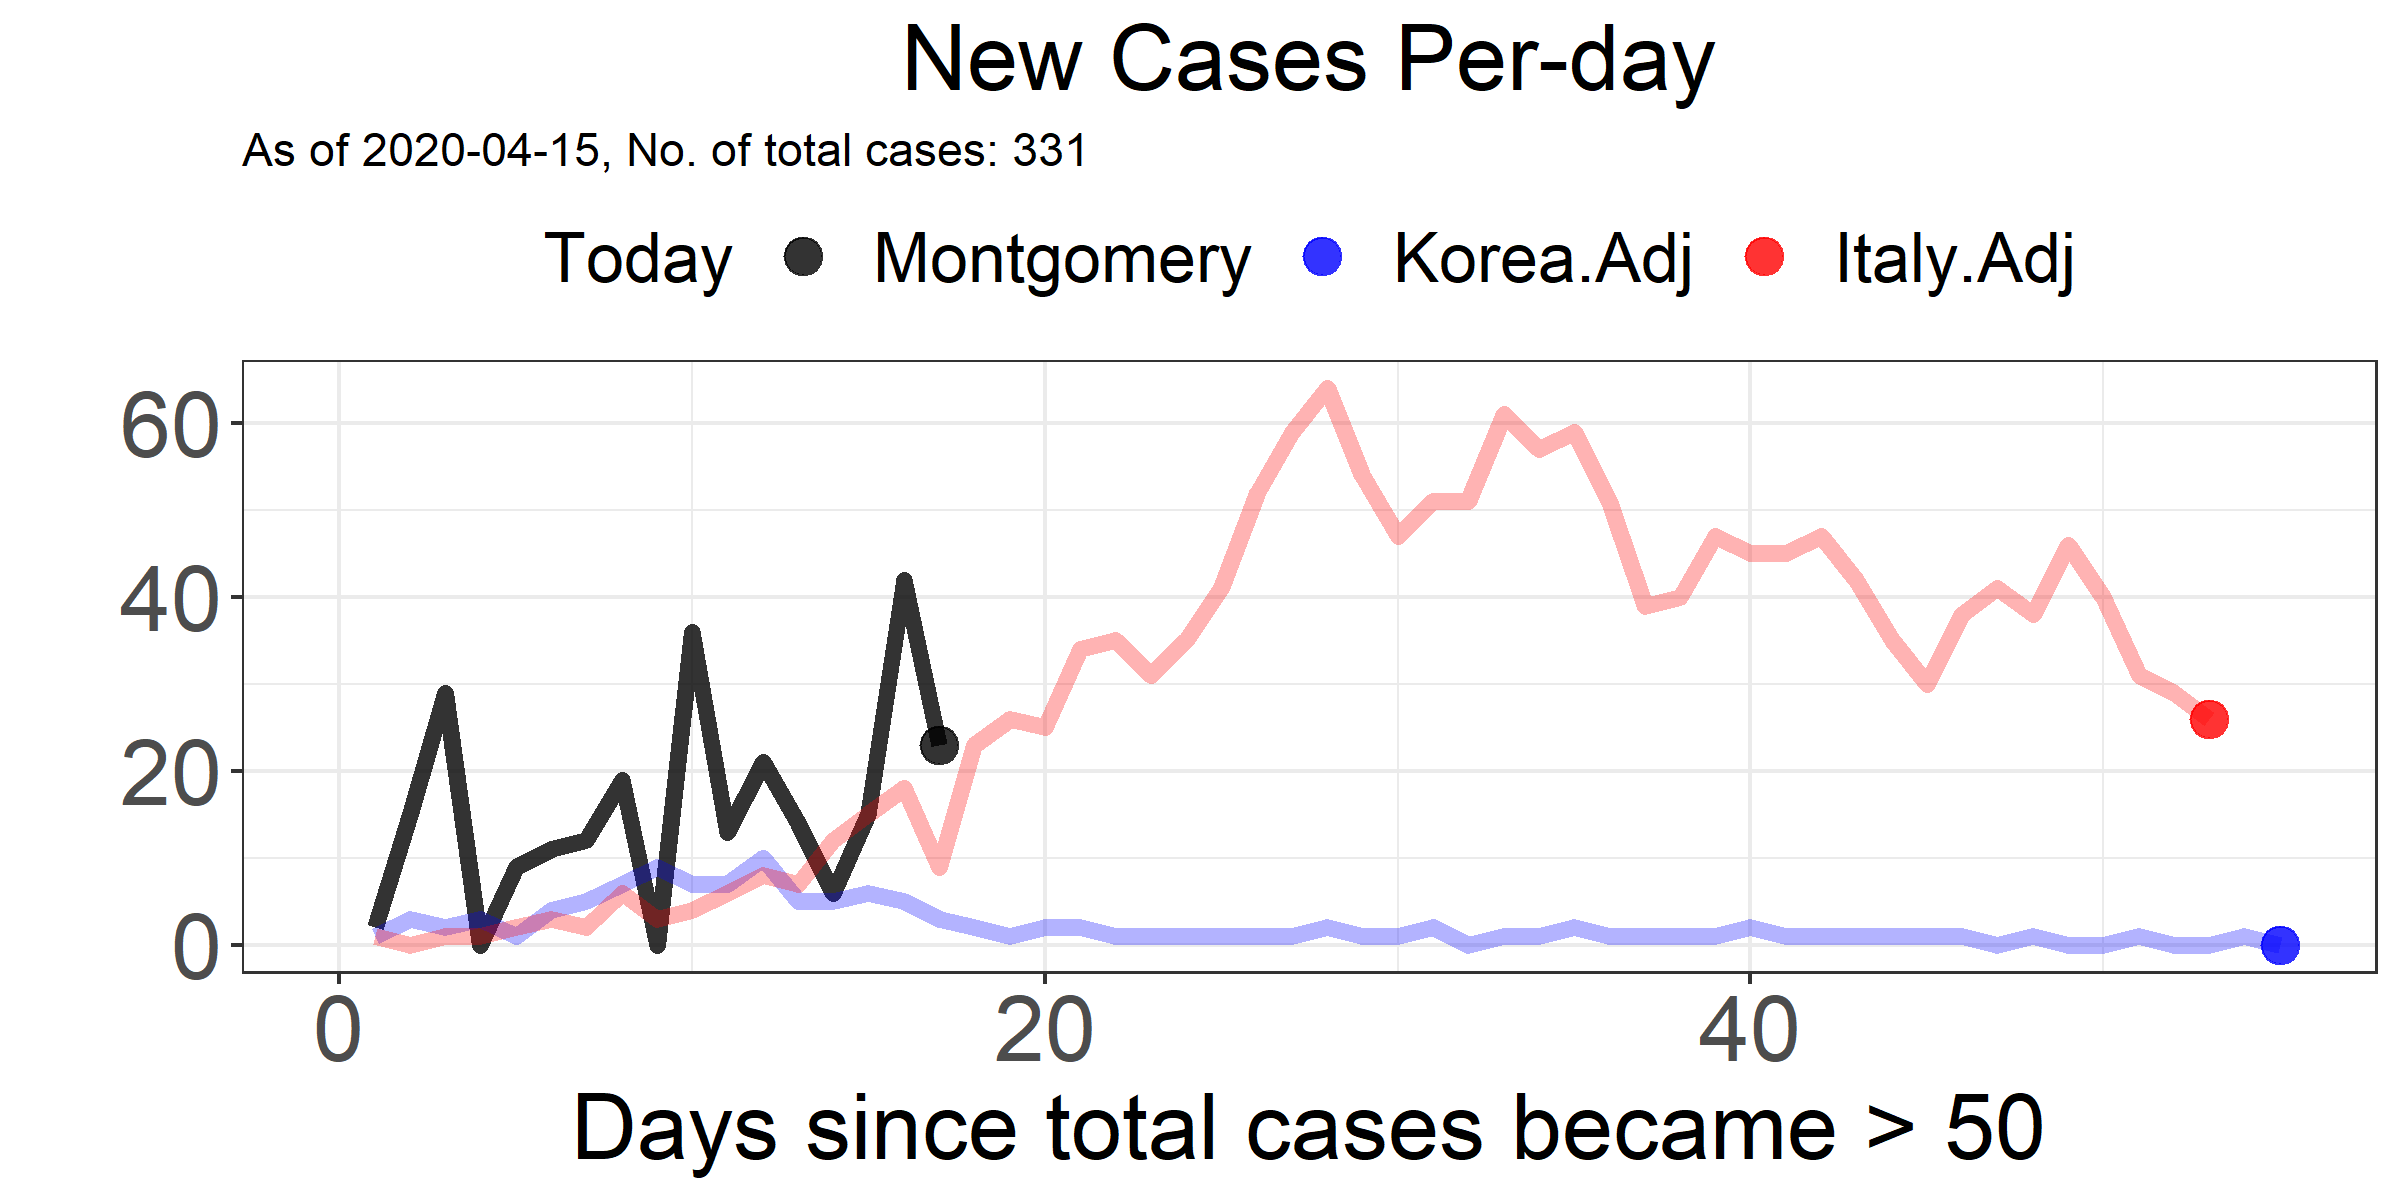 New Cases Per-day
As of 2020-04-15, No. of total cases: 331
Today Montgomery Korea.Adj Italy.Adj
60
40
20
0
0 20 40
Days since total cases became > 50